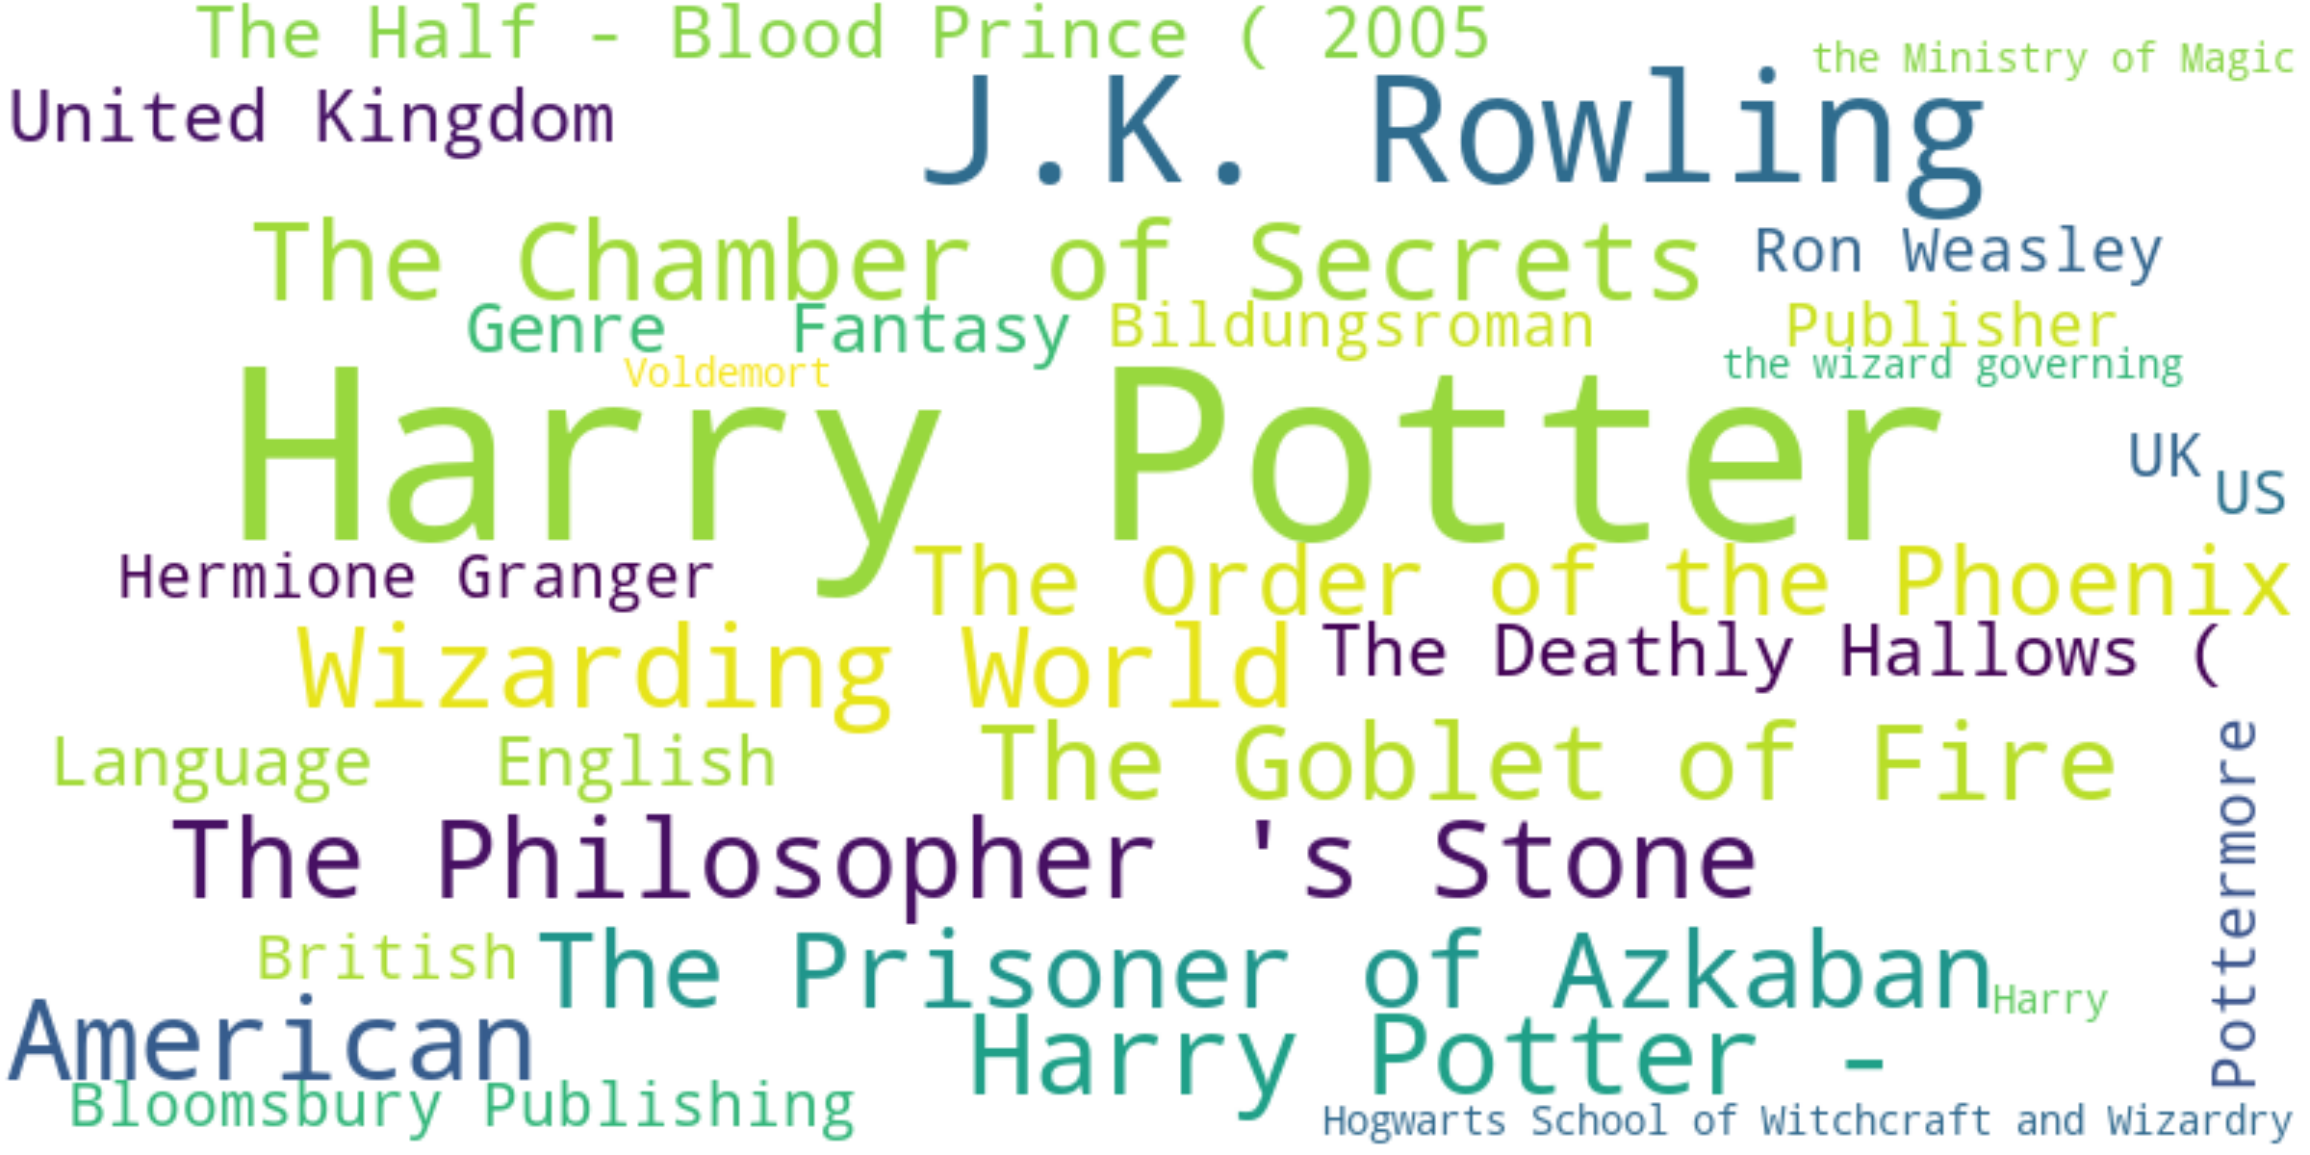 The Half - Blood Prince ( 2005
the Ministry of Magic
United Kingdom
J.K. Rowling
The Chamber of Secrets
Ron Weasley
Genre Fantasy
Bildungsroman
Publisher
Voldemort
the wizard governing
Harry Potter
UK
US
Hermione Granger
The Order of the Phoenix
Wizarding World
The Deathly Hallows (
Language English
The Goblet of Fire
Pottermore
The Philosopher 's Stone
British
The Prisoner of Azkaban
Harry
American
Harry Potter -
Bloomsbury Publishing
Hogwarts School of Witchcraft and Wizardry